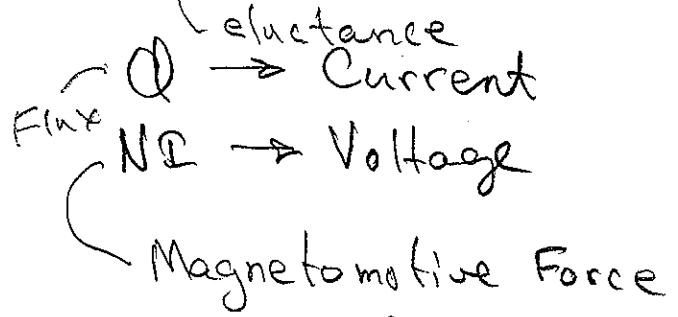 eluctance
Φ → Current
Flux
NI → Voltage
Magnetomotive Force